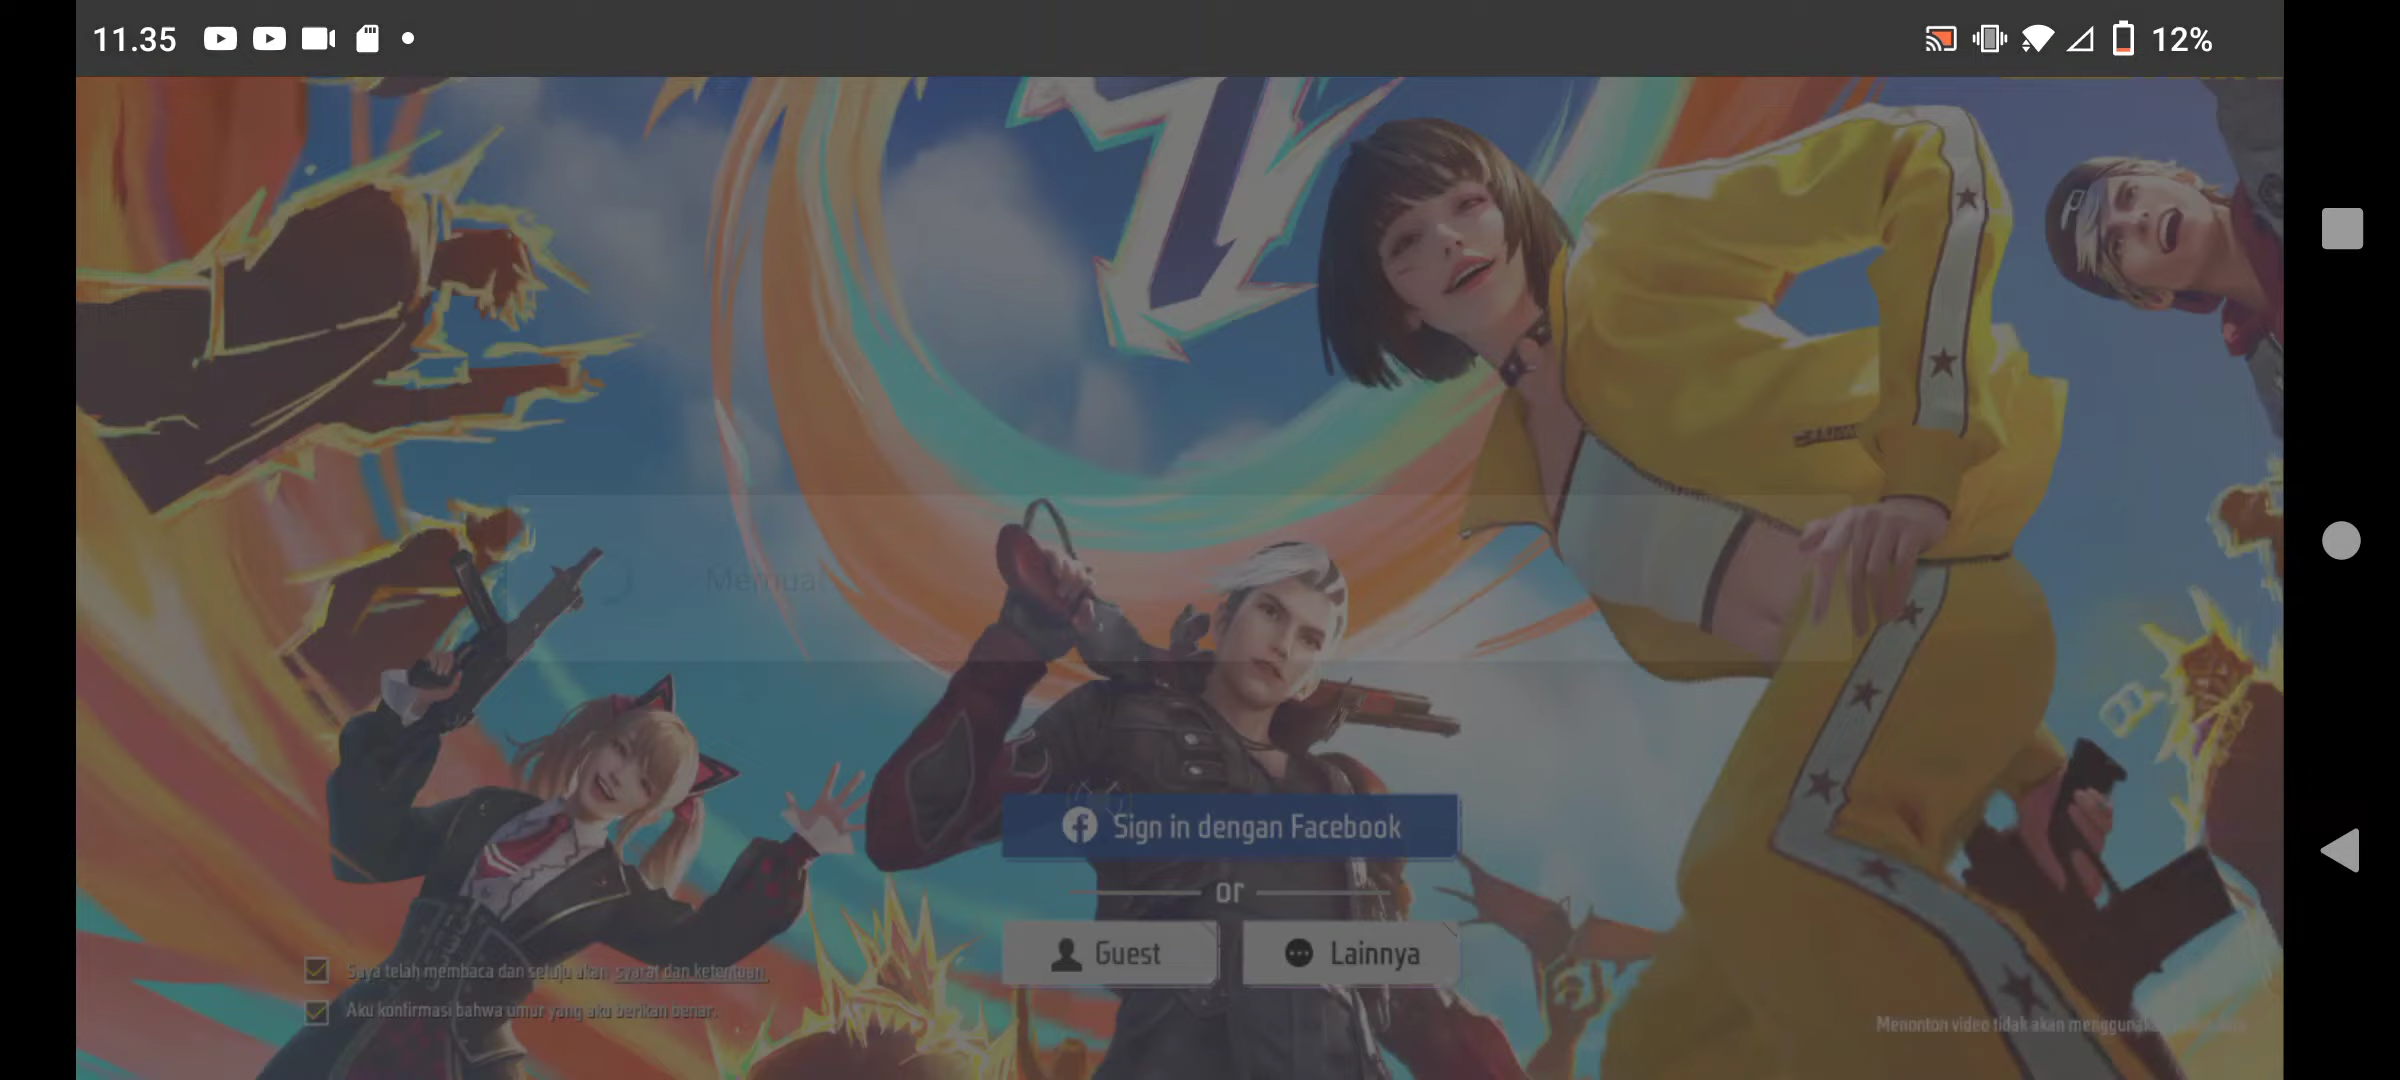 11.35
12%
Memuat
Sign in dengan Facebook
or
Guest
Lainnya
Saya telah membaca dan setuju akan syarat dan ketentuan.
Aku konfirmasi bahwa umur yang aku berikan benar.
Menonton video tidak akan